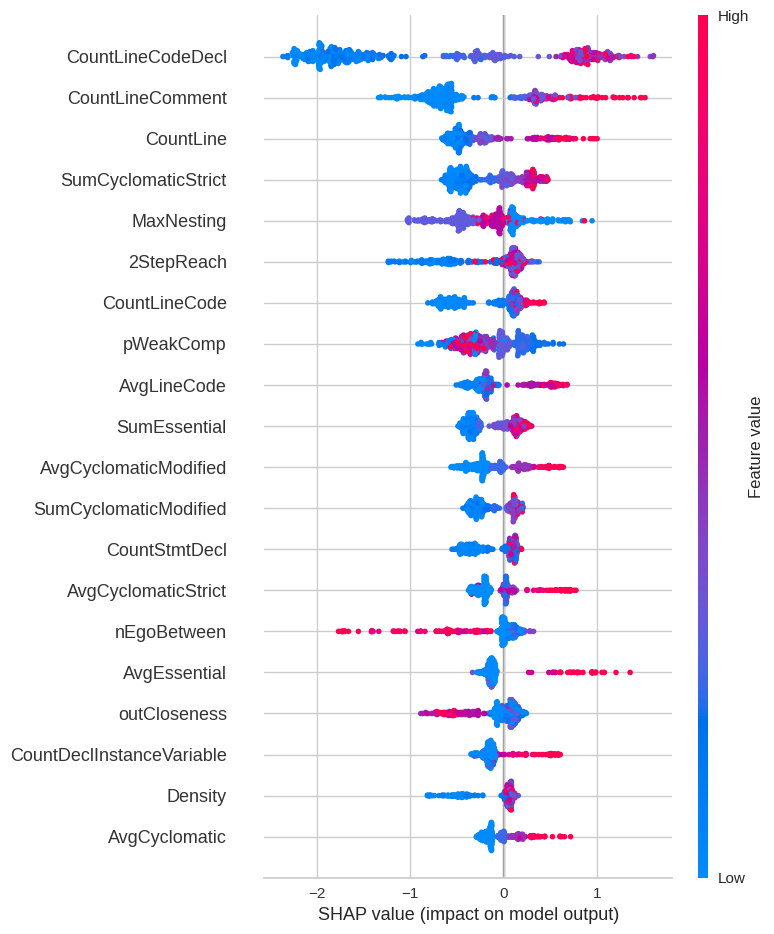 High
CountLineCodeDecl
CountLineComment
CountLine
SumCyclomaticStrict
MaxNesting
2StepReach
CountLineCode
pWeakComp
AvgLineCode
SumEssential
AvgCyclomaticModified
SumCyclomaticModified
CountStmtDecl
AvgCyclomaticStrict
nEgoBetween
AvgEssential
outCloseness
CountDeclInstanceVariable
Density
AvgCyclomatic
Feature value
Low
−2 −1 0 1
SHAP value (impact on model output)